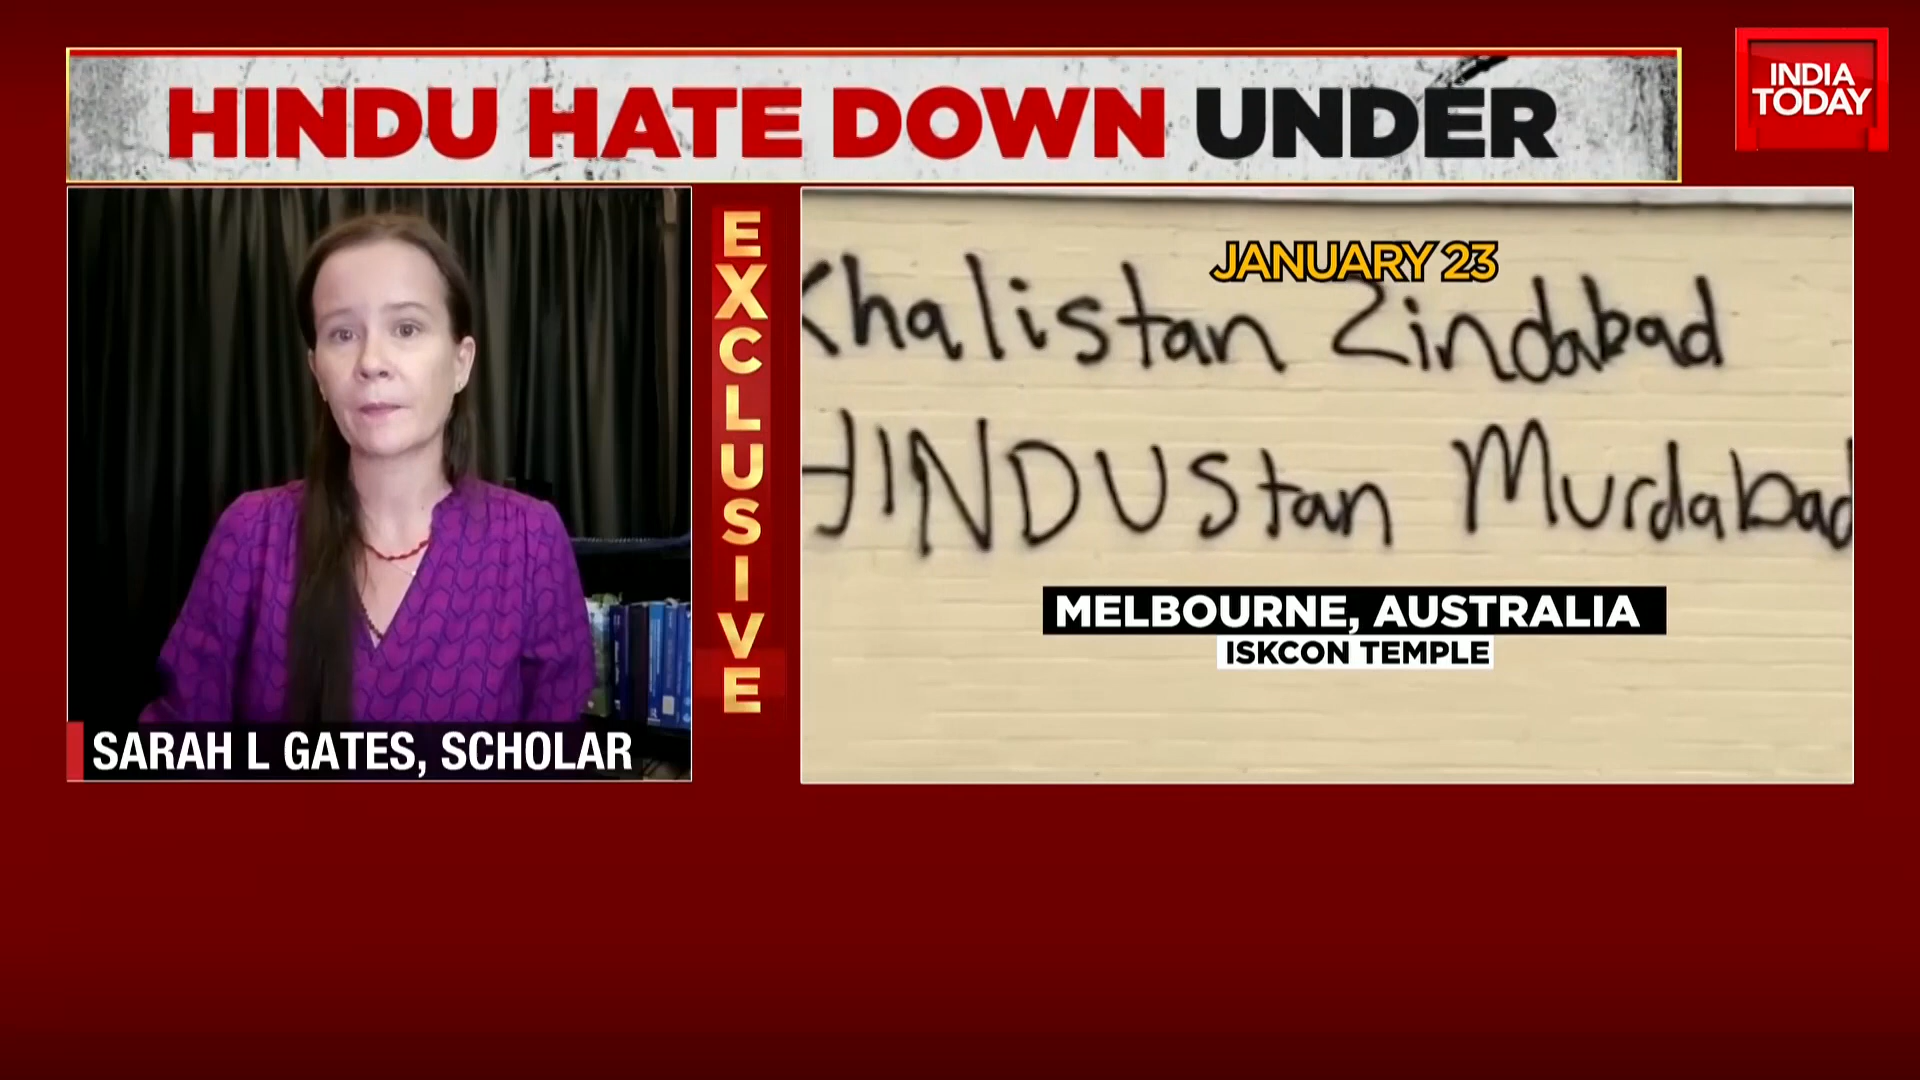 HINDU HATE DOWN UNDER
INDIA
TODAY
EXCLUSIVE
JANUARY 23
Khalistan Zindabad
HINDUStan Murdabad
MELBOURNE, AUSTRALIA
ISKCON TEMPLE
SARAH L GATES, SCHOLAR